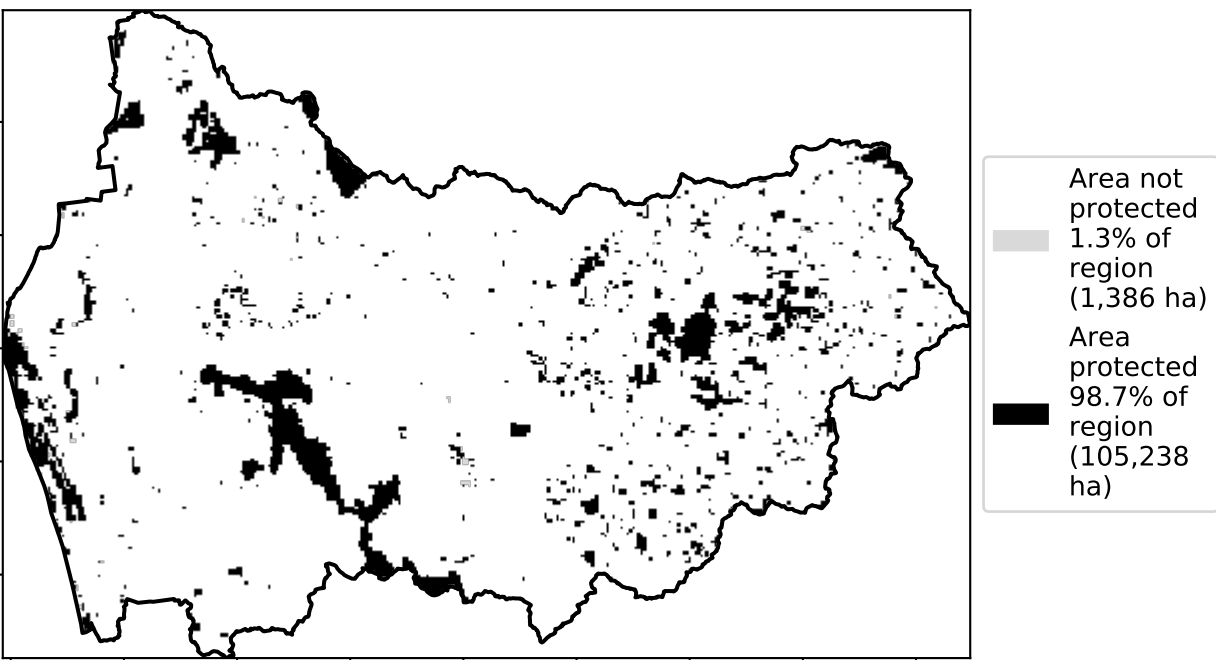 Area not
protected
1.3% of
region
(1,386 ha)
Area
protected
98.7% of
region
(105,238
ha)